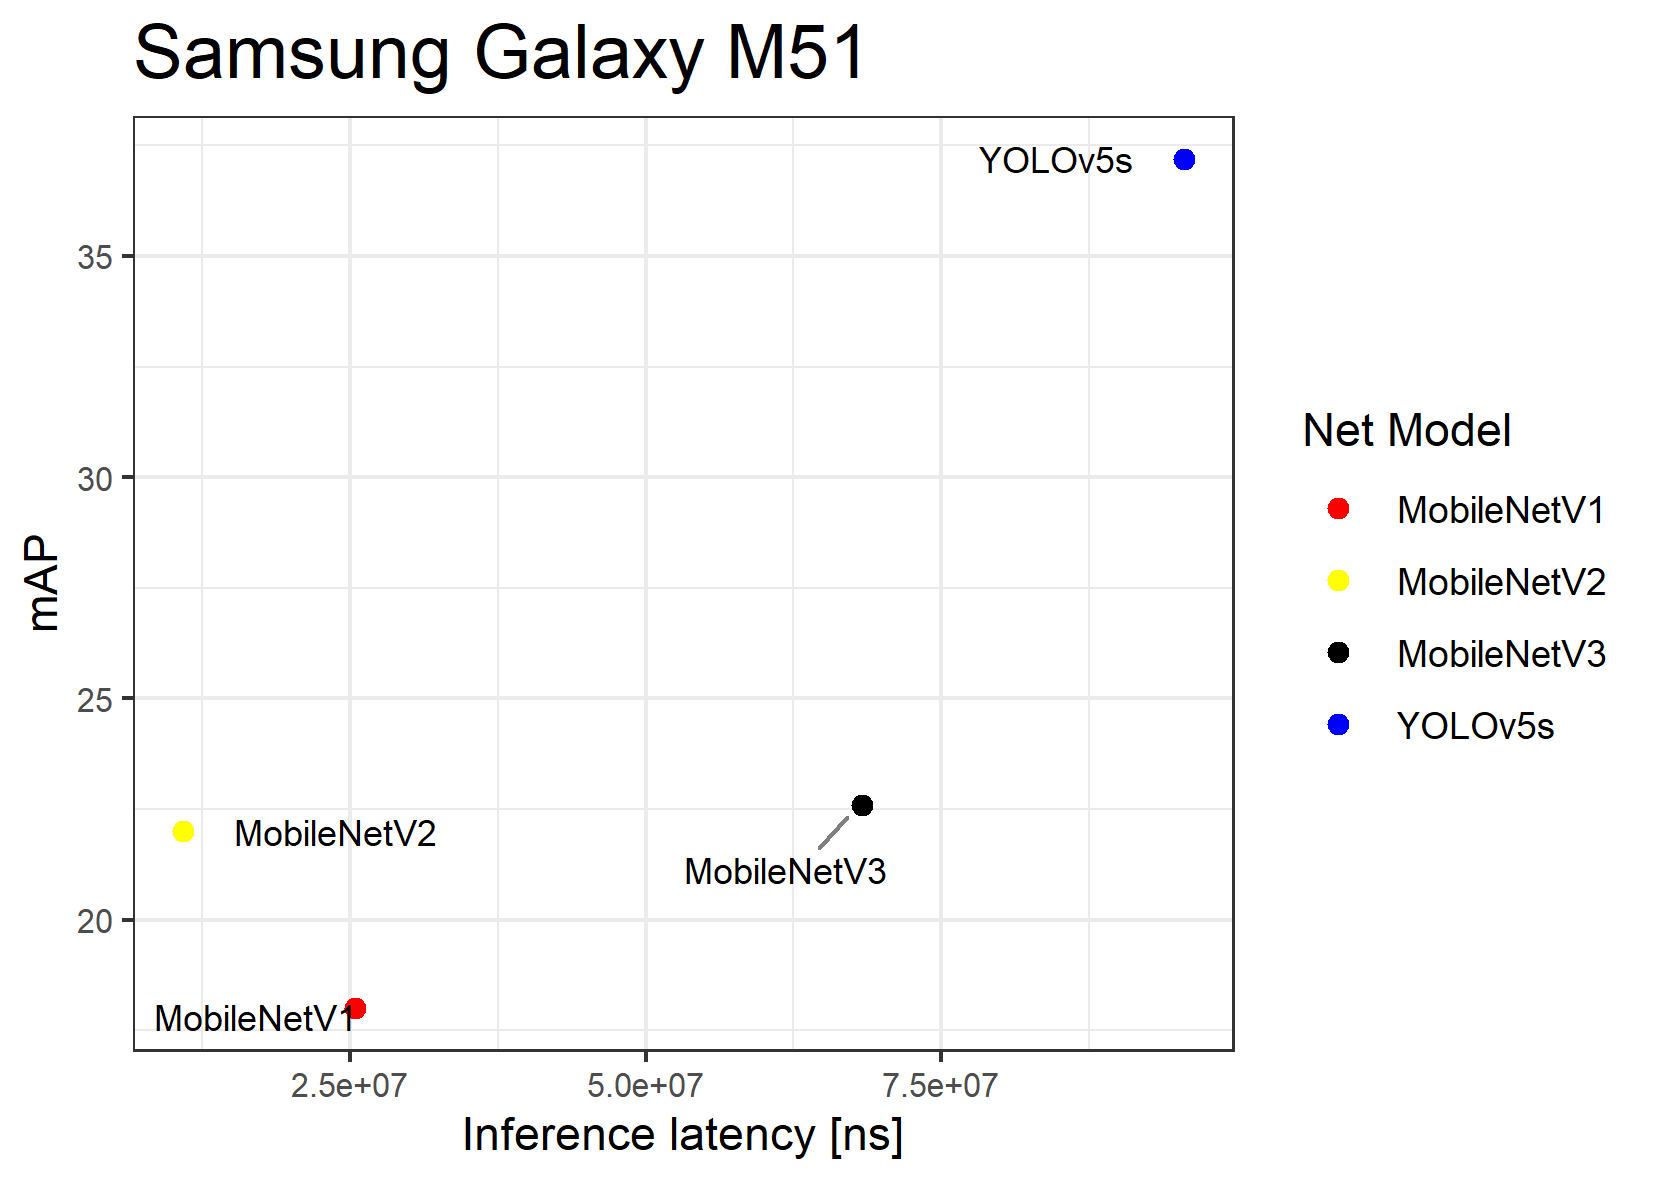 Samsung Galaxy M51
YOLOv5s
35
30
25
20
mAP
MobileNetV2
MobileNetV3
MobileNetV1
2.5e+07
5.0e+07
7.5e+07
Inference latency [ns]
Net Model
MobileNetV1
MobileNetV2
MobileNetV3
YOLOv5s